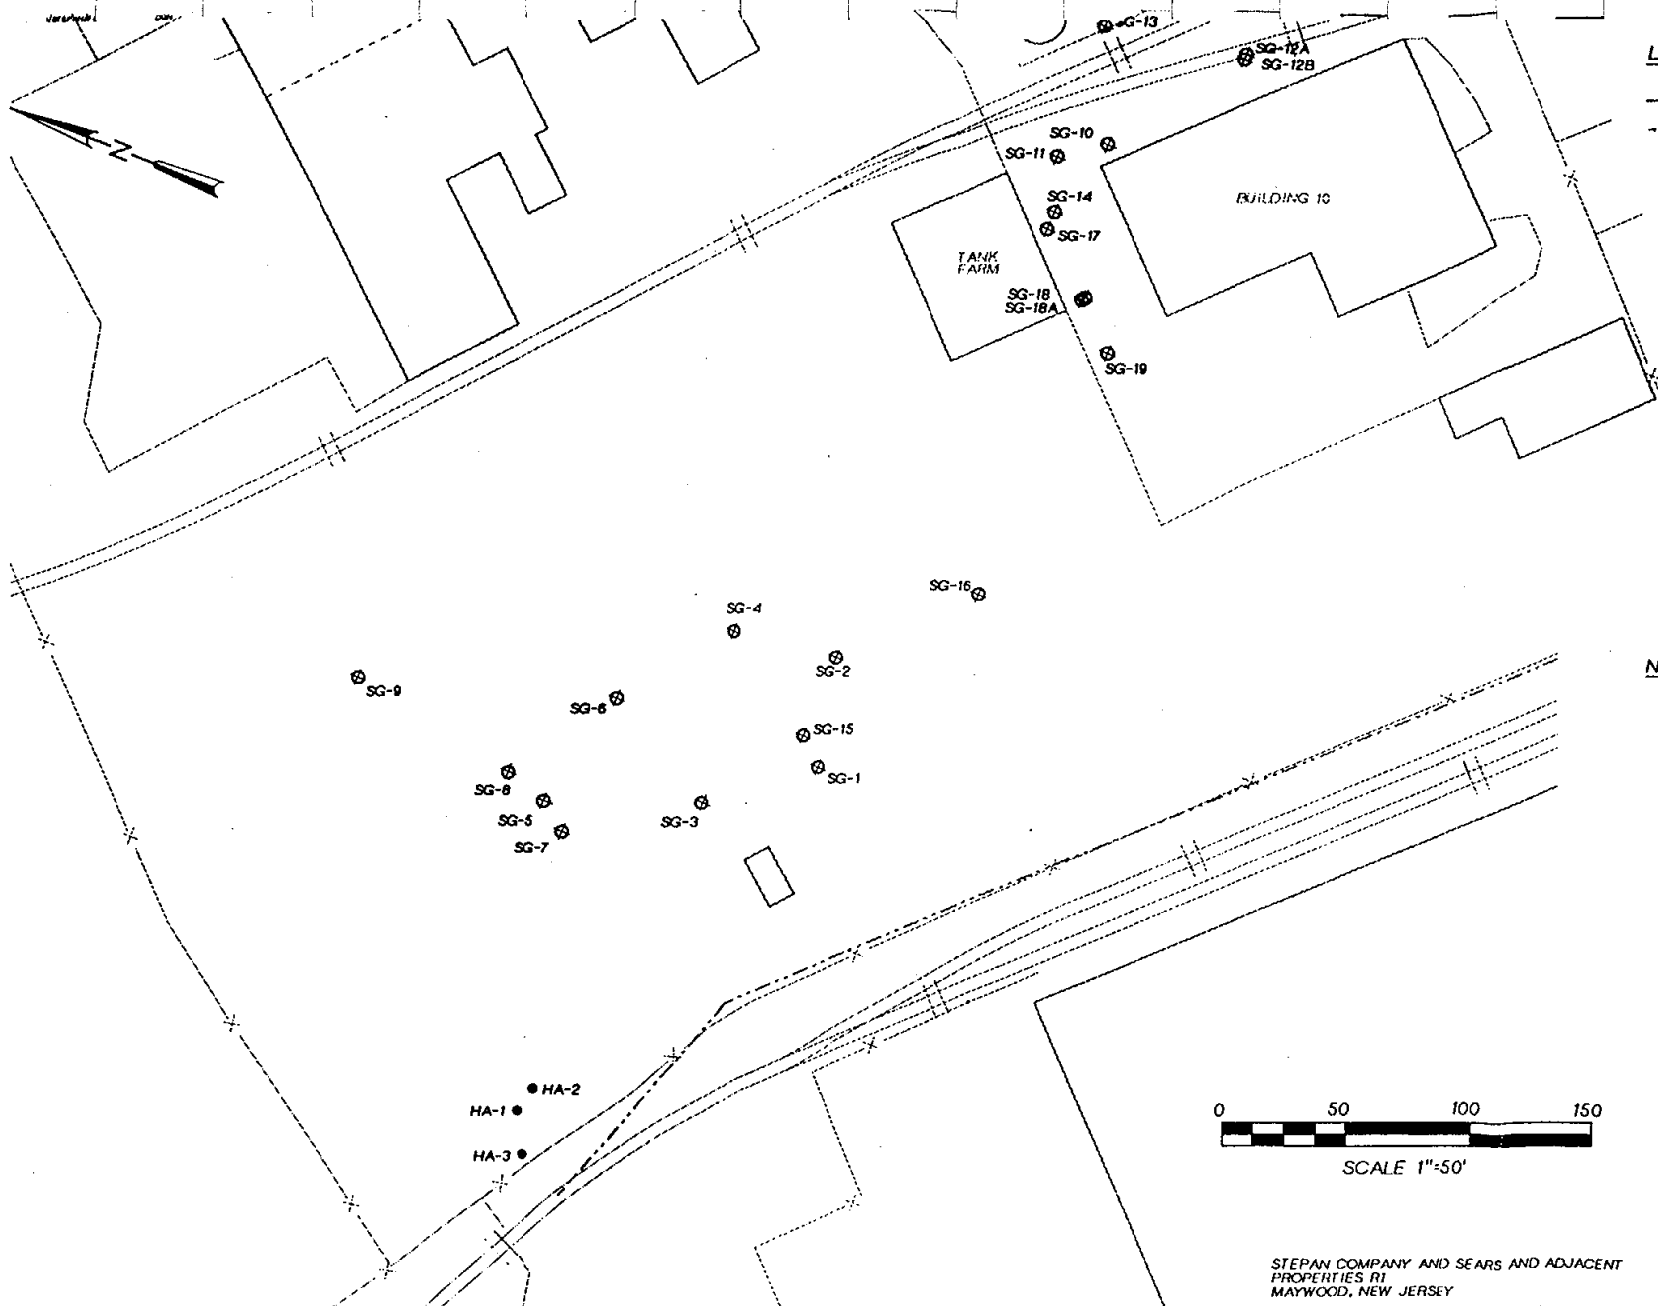 G-13
SG-12A
SG-12B
SG-10
SG-11
N
SG-14
BUILDING 10
SG-17
TANK
FARM
SG-18
SG-18A
SG-19
SG-16
SG-4
SG-2
SG-9
SG-6
SG-15
SG-1
SG-8
SG-5
SG-3
SG-7
HA-2
HA-1
HA-3
0 50 100 150
SCALE 1"=50'
STEPAN COMPANY AND SEARS AND ADJACENT
PROPERTIES RI
MAYWOOD, NEW JERSEY
L
N